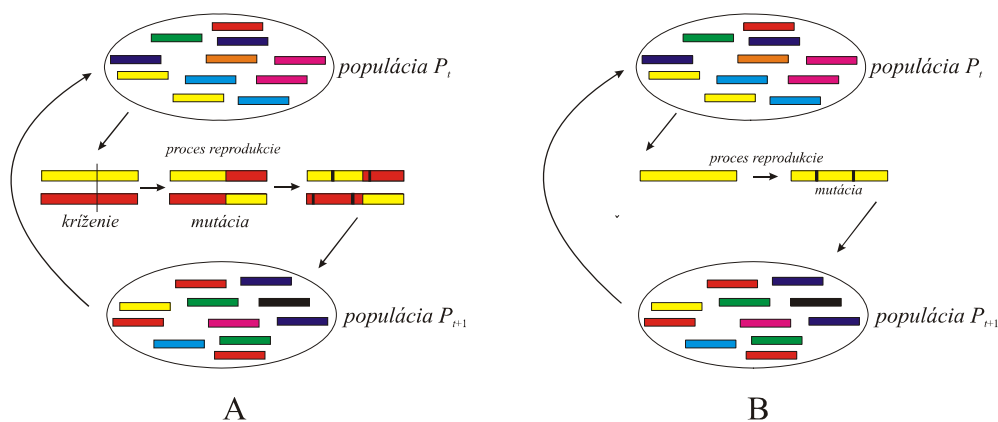 populácia Pt
proces reprodukcie
kríženie
mutácia
populácia Pt+1
A
populácia Pt
proces reprodukcie
mutácia
populácia Pt+1
B